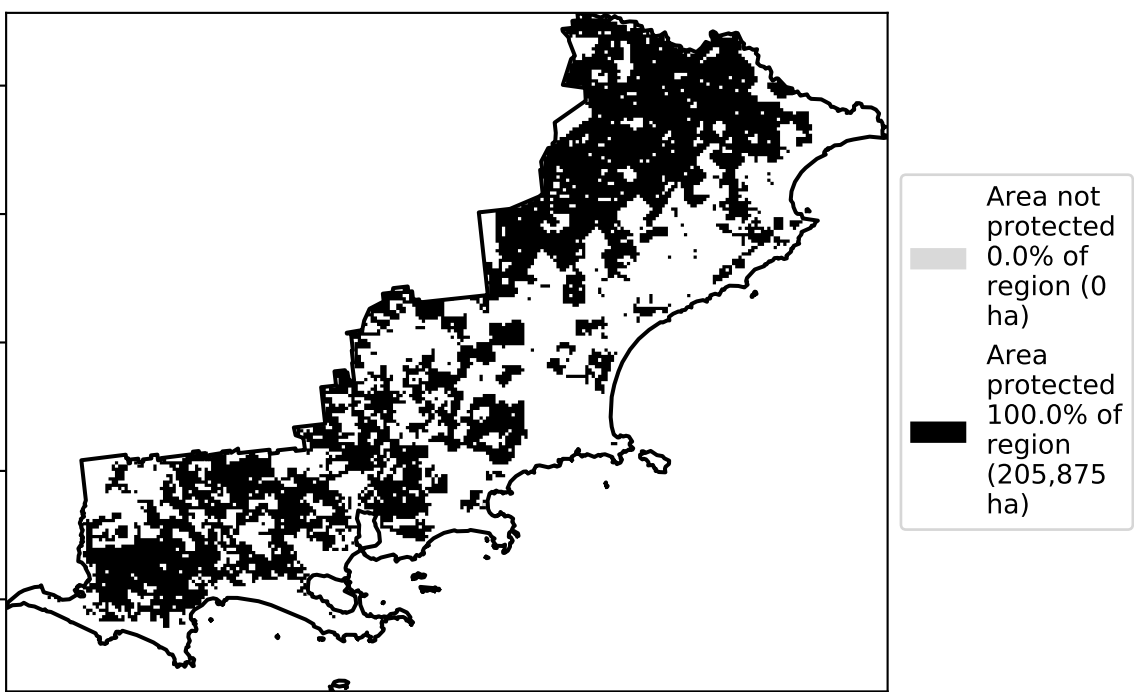 Area not
protected
0.0% of
region (0
ha)
Area
protected
100.0% of
region
(205,875
ha)